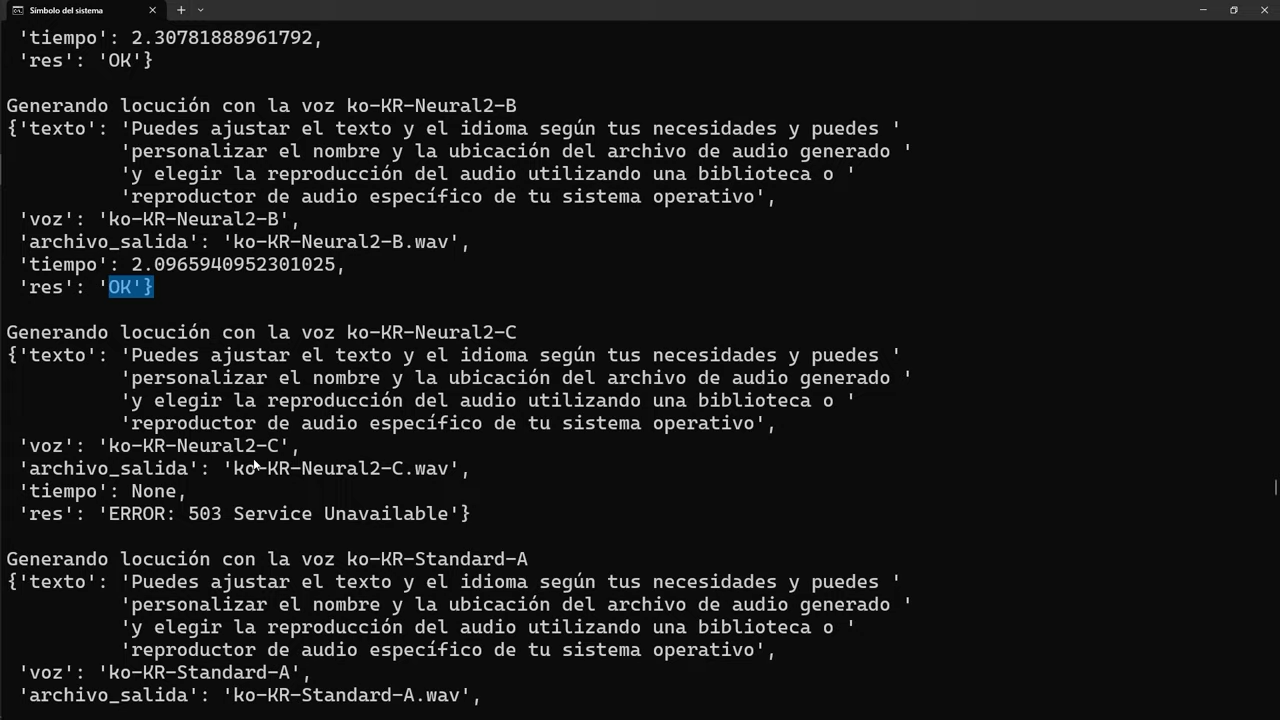 Símbolo del sistema
'tiempo': 2.30781888961792,
'res': 'OK'}
Generando locución con la voz ko-KR-Neural2-B
{'texto': 'Puedes ajustar el texto y el idioma según tus necesidades y puedes '
'personalizar el nombre y la ubicación del archivo de audio generado '
'y elegir la reproducción del audio utilizando una biblioteca o '
'reproductor de audio específico de tu sistema operativo',
'voz': 'ko-KR-Neural2-B',
'archivo_salida': 'ko-KR-Neural2-B.wav',
'tiempo': 2.0965940952301025,
'res': 'OK'}
Generando locución con la voz ko-KR-Neural2-C
{'texto': 'Puedes ajustar el texto y el idioma según tus necesidades y puedes '
'personalizar el nombre y la ubicación del archivo de audio generado '
'y elegir la reproducción del audio utilizando una biblioteca o '
'reproductor de audio específico de tu sistema operativo',
'voz': 'ko-KR-Neural2-C',
'archivo_salida': 'ko-KR-Neural2-C.wav',
'tiempo': None,
'res': 'ERROR: 503 Service Unavailable'}
Generando locución con la voz ko-KR-Standard-A
{'texto': 'Puedes ajustar el texto y el idioma según tus necesidades y puedes '
'personalizar el nombre y la ubicación del archivo de audio generado '
'y elegir la reproducción del audio utilizando una biblioteca o '
'reproductor de audio específico de tu sistema operativo',
'voz': 'ko-KR-Standard-A',
'archivo_salida': 'ko-KR-Standard-A.wav',